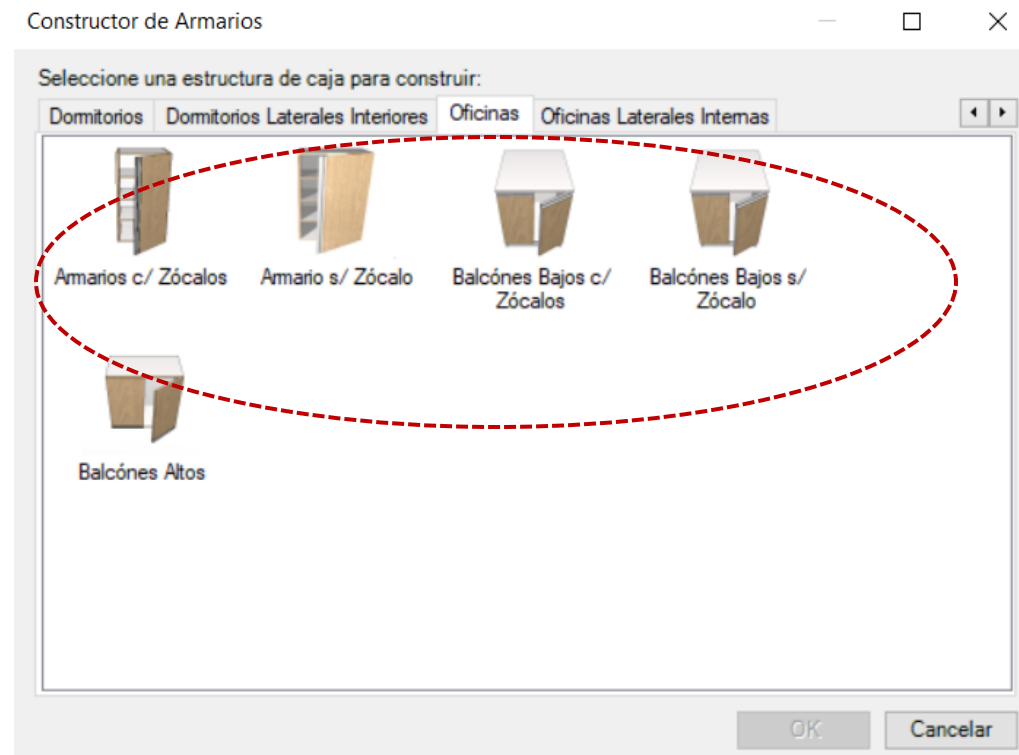 Constructor de Armarios
Seleccione una estructura de caja para construir:
Dormitorios Dormitorios Laterales Interiores Oficinas Oficinas Laterales Internas
Armarios c/ Zócalos
Armario s/ Zócalo
Balcónes Bajos c/
Zócalos
Balcónes Bajos s/
Zócalo
Balcónes Altos
OK Cancelar